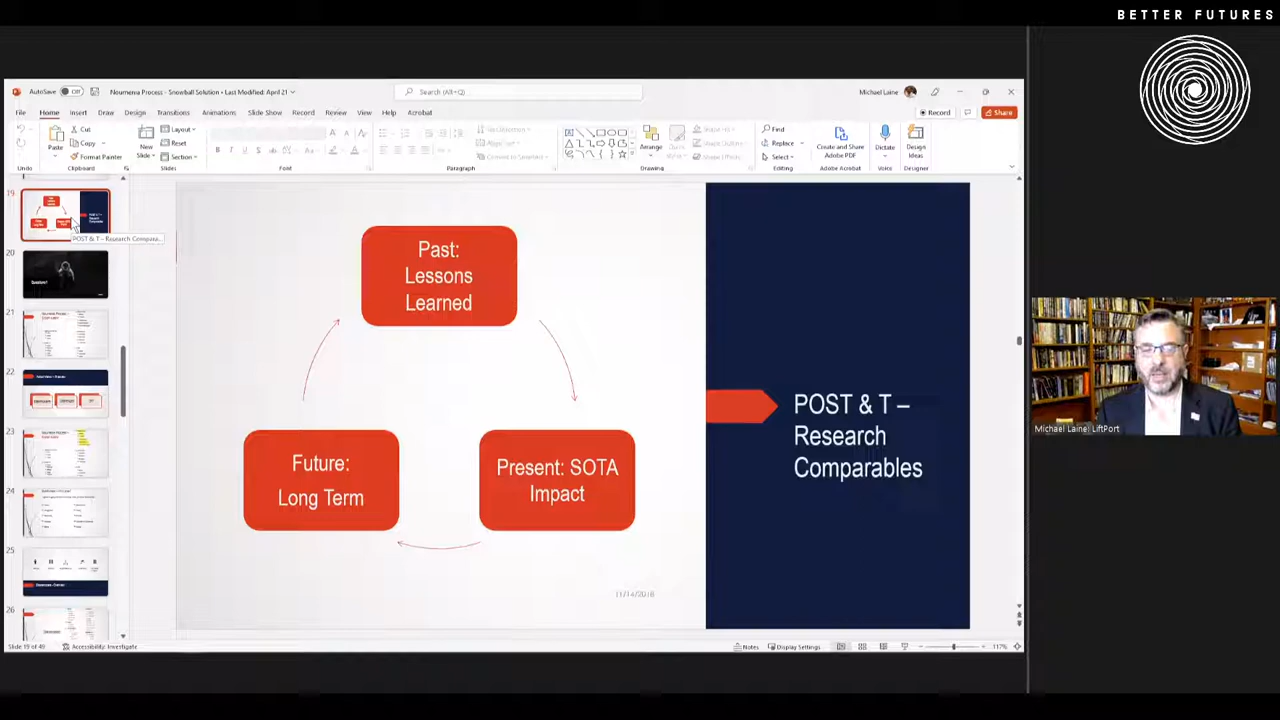 BETTER FUTURES
AutoSave Off Noumenia Process - Snowball Solution • Last Modified: April 21 Search (Alt+Q) Michael Laine
File Home Insert Draw Design Transitions Animations Slide Show Record Review View Help Acrobat Record Share
Paste Cut Copy Format Painter
New Slide Layout Reset Section
Arrange
Find Replace Select
Create and Share Adobe PDF
Dictate
Design Ideas
Undo Clipboard Slides Font Paragraph Drawing Editing Adobe Acrobat Voice Designer
19
POST & T – Research Compara...
20
21
22
23
24
25
26
Past:
Lessons
Learned
Future:
Long Term
Present: SOTA
Impact
POST & T –
Research
Comparables
11/14/2018
Michael Laine| LiftPort
Slide 19 of 49 Accessibility: Investigate Notes Display Settings 117%